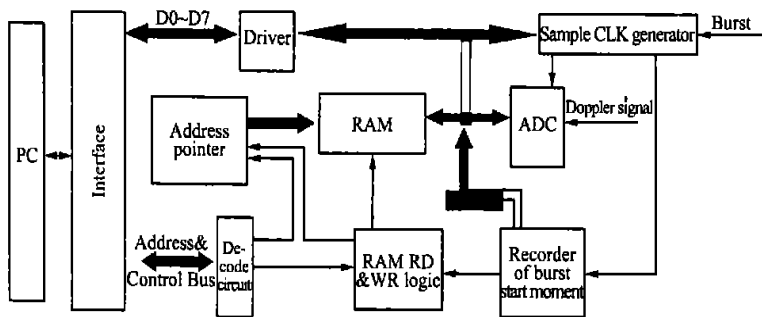 D0~D7
Driver
Sample CLK generator
Burst
PC
Interface
Address
pointer
RAM
ADC
Doppler signal
Address&
Control Bus
De-
code
circuit
RAM RD
&WR logic
Recorder
of burst
start moment